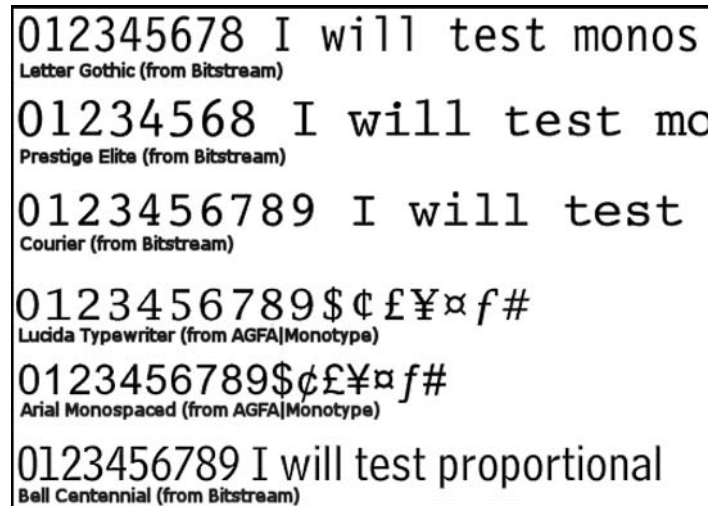 012345678 I will test monos
Letter Gothic (from Bitstream)
01234568 I will test mo
Prestige Elite (from Bitstream)
0123456789 I will test
Courier (from Bitstream)
0123456789$¢£¥¤ƒ#
Lucida Typewriter (from AGFA|Monotype)
0123456789$¢£¥¤ƒ#
Arial Monospaced (from AGFA|Monotype)
0123456789 I will test proportional
Bell Centennial (from Bitstream)